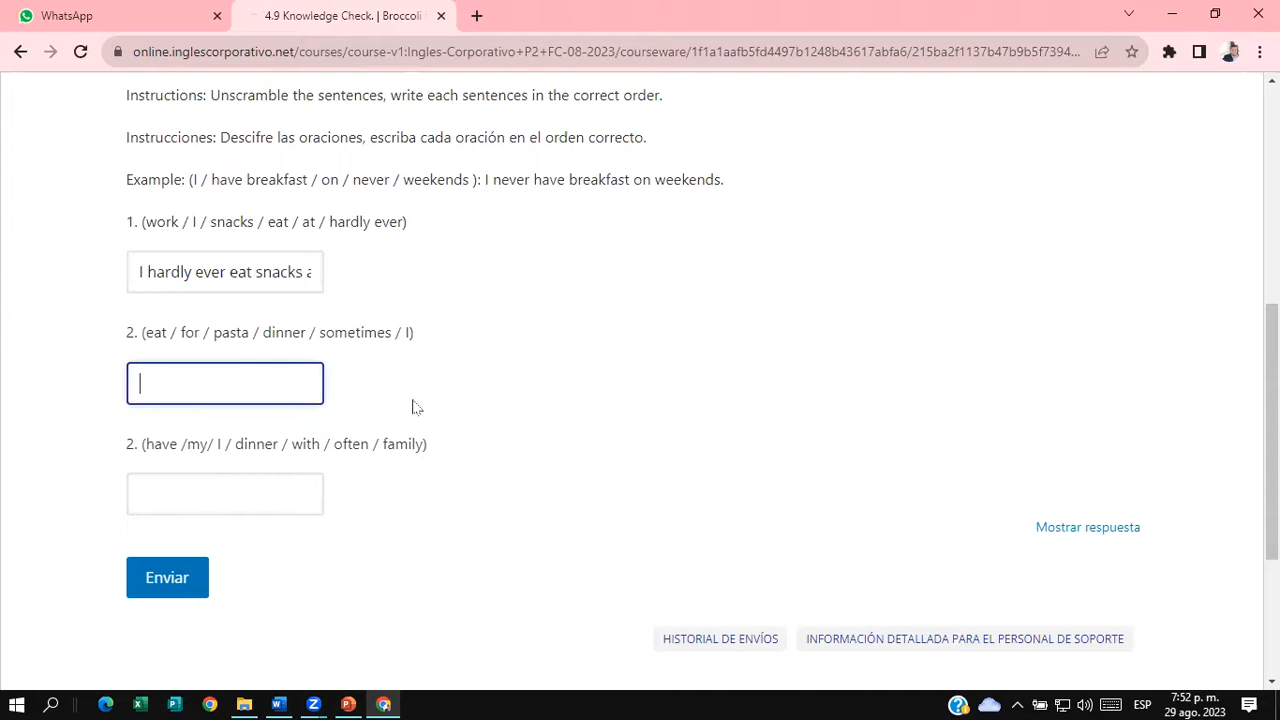 WhatsApp
4.9 Knowledge Check. | Broccoli
online.inglescorporativo.net/courses/course-v1:Ingles-Corporativo+P2+FC-08-2023/courseware/1f1a1aafb5fd4497b1248b43617abfa6/215ba2f1137b47b9b5f7394...
Instructions: Unscramble the sentences, write each sentences in the correct order.
Instrucciones: Descifre las oraciones, escriba cada oración en el orden correcto.
Example: (I / have breakfast / on / never / weekends ): I never have breakfast on weekends.
1. (work / I / snacks / eat / at / hardly ever)
I hardly ever eat snacks a
2. (eat / for / pasta / dinner / sometimes / I)
2. (have /my/ I / dinner / with / often / family)
Mostrar respuesta
Enviar
HISTORIAL DE ENVÍOS
INFORMACIÓN DETALLADA PARA EL PERSONAL DE SOPORTE
ESP
7:52 p. m.
29 ago. 2023